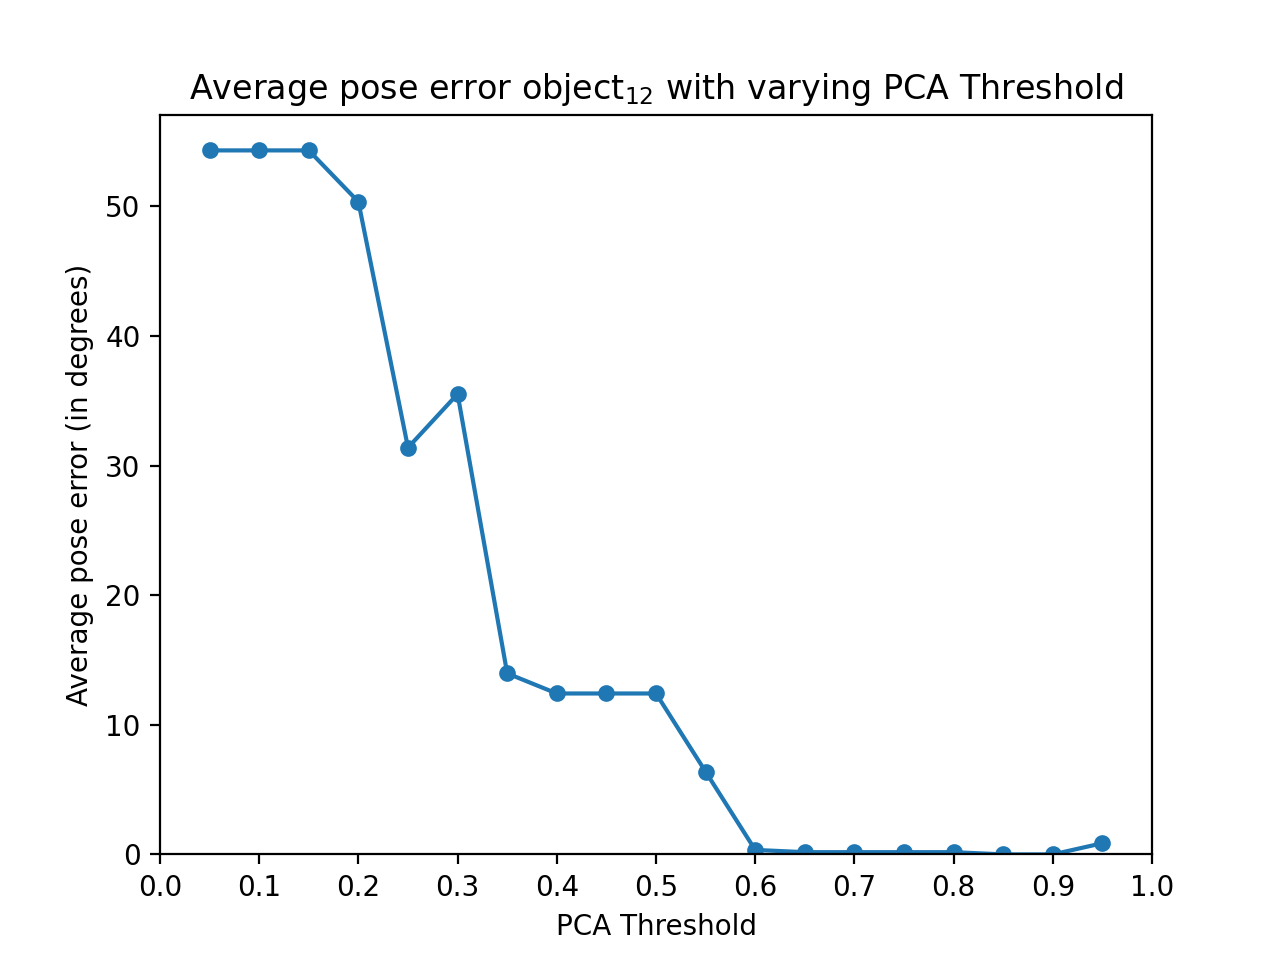 Average pose error object₁₂ with varying PCA Threshold
Average pose error (in degrees)
50
40
30
20
10
0
0.0 0.1 0.2 0.3 0.4 0.5 0.6 0.7 0.8 0.9 1.0
PCA Threshold